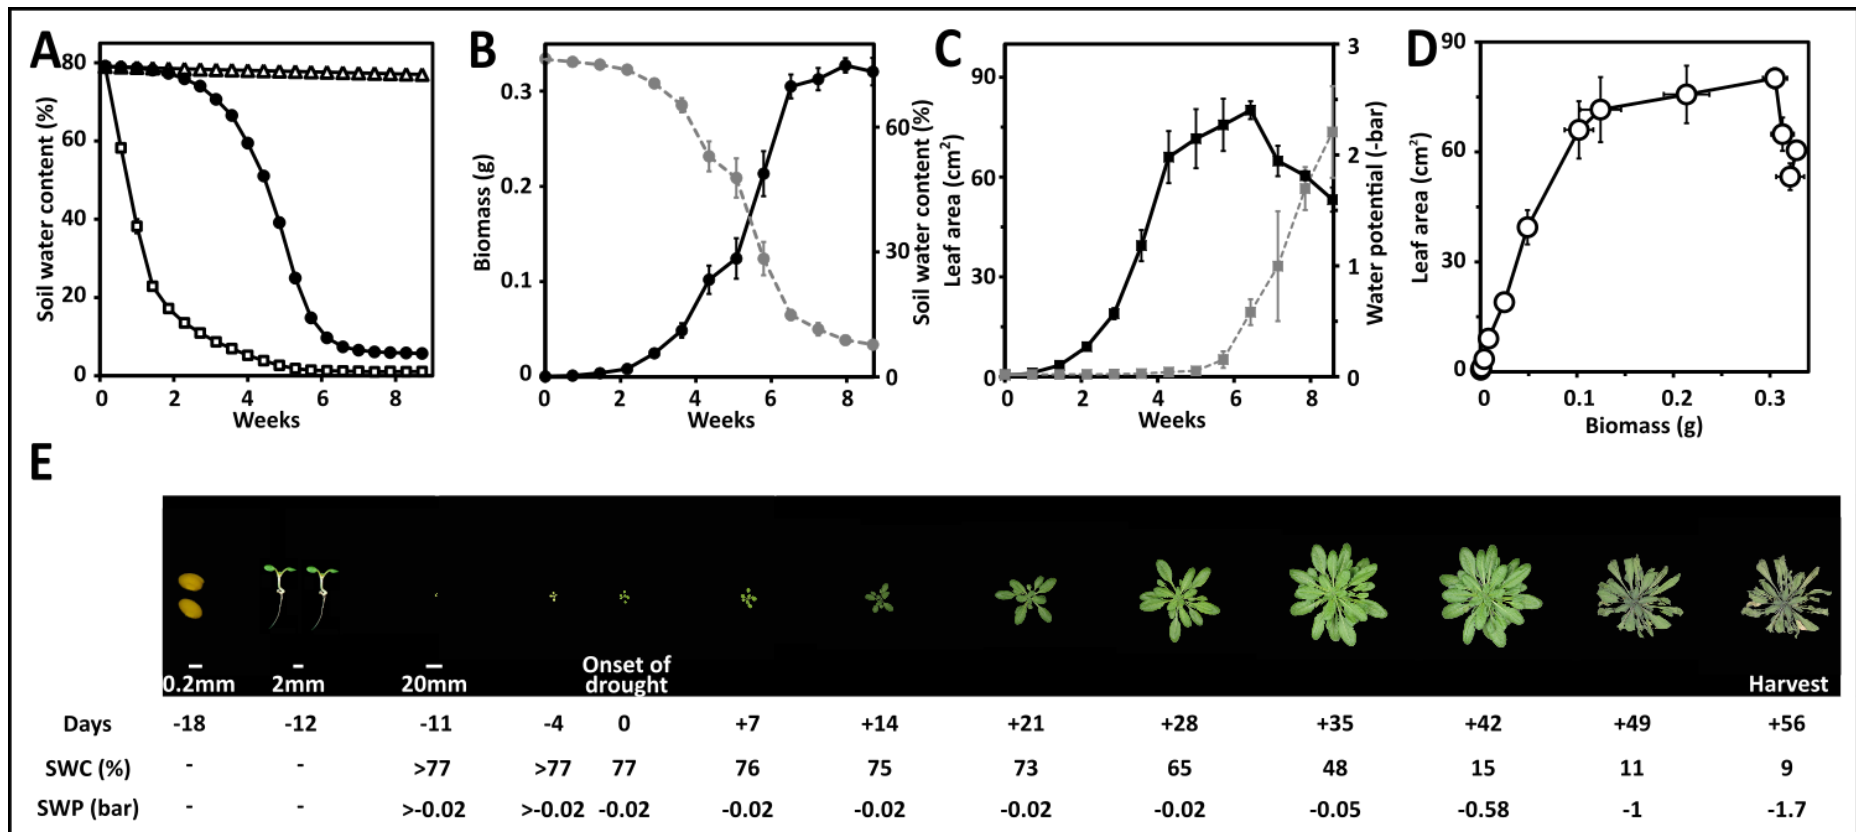 A
Soil water content (%)
80
60
40
20
0
0 2 4 6 8
Weeks
B
Biomass (g)
0.3
0.2
0.1
0
0 2 4 6 8
Weeks
60
30
0
Soil water content (%)
C
Leaf area (cm²)
90
60
30
0
0 2 4 6 8
Weeks
3
2
1
0
Water potential (-bar)
D
Leaf area (cm²)
90
60
30
0
0 0.1 0.2 0.3
Biomass (g)
E
Onset of
drought
0.2mm 2mm 20mm Harvest
Days -18 -12 -11 -4 0 +7 +14 +21 +28 +35 +42 +49 +56
SWC (%) - - >77 >77 77 76 75 73 65 48 15 11 9
SWP (bar) - - >-0.02 >-0.02 -0.02 -0.02 -0.02 -0.02 -0.02 -0.05 -0.58 -1 -1.7